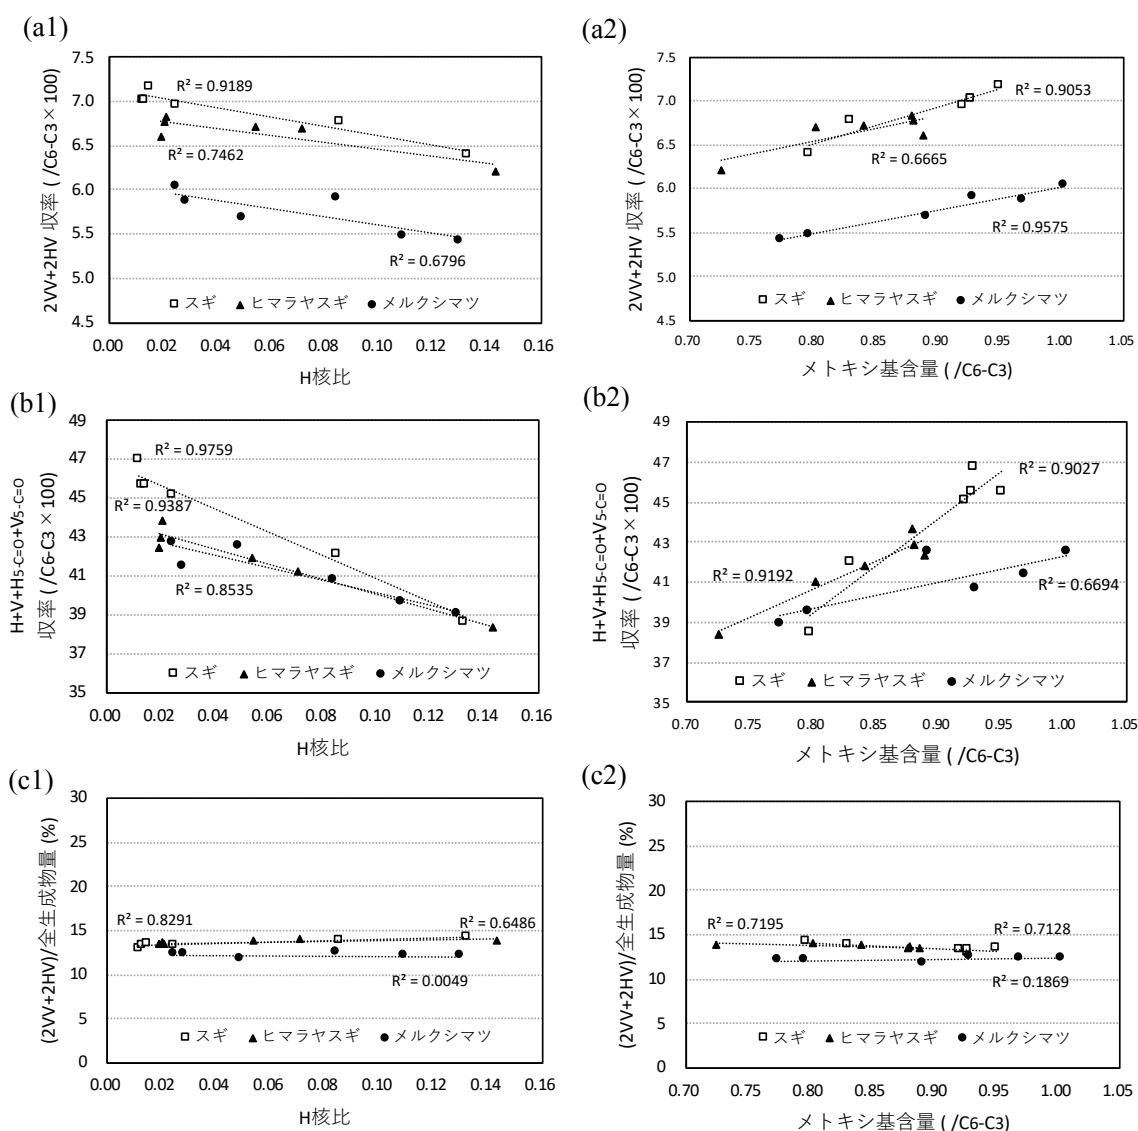 (a1)
7.5
7.0
6.5
6.0
5.5
5.0
4.5
2VV+2HV 収率 ( /C6-C3×100)
R² = 0.9189
R² = 0.7462
R² = 0.6796
スギ ヒマラヤスギ メルクシマツ
0.00 0.02 0.04 0.06 0.08 0.10 0.12 0.14 0.16
H核比
(a2)
7.5
7.0
6.5
6.0
5.5
5.0
4.5
2VV+2HV 収率 ( /C6-C3×100)
R² = 0.9053
R² = 0.6665
R² = 0.9575
スギ ヒマラヤスギ メルクシマツ
0.70 0.75 0.80 0.85 0.90 0.95 1.00 1.05
メトキシ基含量 ( /C6-C3)
(b1)
49
47
45
43
41
39
37
35
H+V+H5-C=O+V5-C=O
収率 ( /C6-C3×100)
R² = 0.9759
R² = 0.9387
R² = 0.8535
スギ ヒマラヤスギ メルクシマツ
0.00 0.02 0.04 0.06 0.08 0.10 0.12 0.14 0.16
H核比
(b2)
49
47
45
43
41
39
37
35
H+V+H5-C=O+V5-C=O
収率 ( /C6-C3×100)
R² = 0.9027
R² = 0.9192
R² = 0.6694
スギ ヒマラヤスギ メルクシマツ
0.70 0.75 0.80 0.85 0.90 0.95 1.00 1.05
メトキシ基含量 ( /C6-C3)
(c1)
30
25
20
15
10
5
0
(2VV+2HV)/全生成物量 (%)
R² = 0.8291
R² = 0.6486
R² = 0.0049
スギ ヒマラヤスギ メルクシマツ
0.00 0.02 0.04 0.06 0.08 0.10 0.12 0.14 0.16
H核比
(c2)
30
25
20
15
10
5
0
(2VV+2HV)/全生成物量 (%)
R² = 0.7195
R² = 0.7128
R² = 0.1869
スギ ヒマラヤスギ メルクシマツ
0.70 0.75 0.80 0.85 0.90 0.95 1.00 1.05
メトキシ基含量 ( /C6-C3)